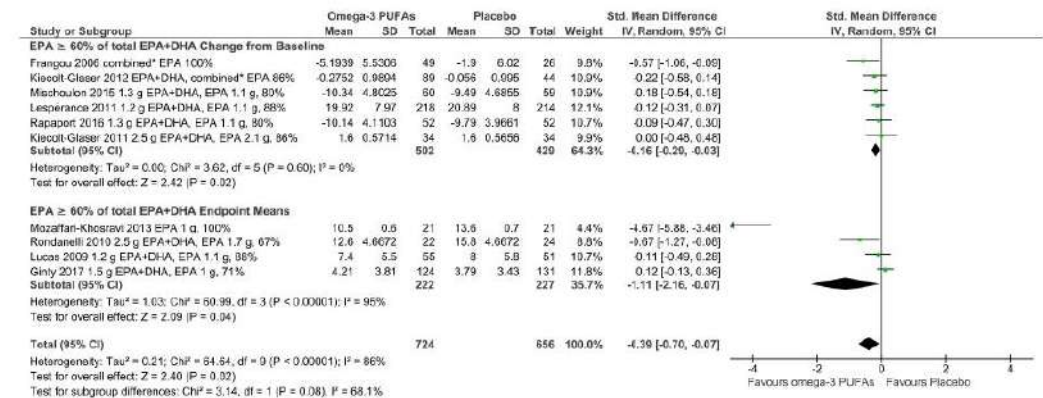 Omega-3 PUFAs Placebo Std. Mean Difference Std. Mean Difference
Study or Subgroup Mean SD Total Mean SD Total Weight IV, Random, 95% CI IV, Random, 95% CI
EPA ≥ 60% of total EPA+DHA Change from Baseline
Frangou 2006 combined* EPA 100% -5.1939 5.5306 49 -1.9 6.02 26 9.8% -0.57 [-1.06, -0.09]
Kiecolt-Glaser 2012 EPA+DHA, combined* EPA 86% -0.2752 0.9894 89 -0.056 0.995 44 11.0% -0.22 [-0.58, 0.14]
Mischoulon 2015 1.3 g EPA+DHA, EPA 1.1 g, 80% -10.34 4.8025 60 -9.49 4.6855 59 11.0% -0.18 [-0.54, 0.18]
Lesperance 2011 1.2 g EPA+DHA, EPA 1.1 g, 88% 19.92 7.97 218 20.89 8 214 12.1% -0.12 [-0.31, 0.07]
Rapaport 2016 1.3 g EPA+DHA, EPA 1.1 g, 80% -10.14 4.1103 52 -9.79 3.9661 52 10.7% -0.09 [-0.47, 0.30]
Kiecolt-Glaser 2011 2.5 g EPA+DHA, EPA 2.1 g, 86% 1.6 0.5714 34 1.6 0.5656 34 9.9% 0.00 [-0.48, 0.48]
Subtotal (95% CI) 502 429 64.3% -0.16 [-0.29, -0.03]
Heterogeneity: Tau² = 0.00; Chi² = 3.62, df = 5 (P = 0.60); I² = 0%
Test for overall effect: Z = 2.42 (P = 0.02)
EPA ≥ 60% of total EPA+DHA Endpoint Means
Mozaffari-Khosravi 2013 EPA 1 g, 100% 10.5 0.6 21 13.6 0.7 21 4.4% -4.67 [-5.88, -3.46]
Rondanelli 2010 2.5 g EPA+DHA, EPA 1.7 g, 67% 12.6 4.6672 22 15.8 4.6672 24 8.8% -0.67 [-1.27, -0.08]
Lucas 2009 1.2 g EPA+DHA, EPA 1.1 g, 88% 7.4 5.5 55 8 5.8 51 10.7% -0.11 [-0.49, 0.28]
Ginty 2017 1.5 g EPA+DHA, EPA 1 g, 71% 4.21 3.81 124 3.79 3.43 131 11.8% 0.12 [-0.13, 0.36]
Subtotal (95% CI) 222 227 35.7% -1.11 [-2.16, -0.07]
Heterogeneity: Tau² = 1.03; Chi² = 60.99, df = 3 (P < 0.00001); I² = 95%
Test for overall effect: Z = 2.09 (P = 0.04)
Total (95% CI) 724 656 100.0% -0.39 [-0.70, -0.07]
Heterogeneity: Tau² = 0.21; Chi² = 64.64, df = 9 (P < 0.00001); I² = 86%
Test for overall effect: Z = 2.40 (P = 0.02)
Test for subgroup differences: Chi² = 3.14, df = 1 (P = 0.08), I² = 68.1%
-4 -2 0 2 4
Favours omega-3 PUFAs Favours Placebo